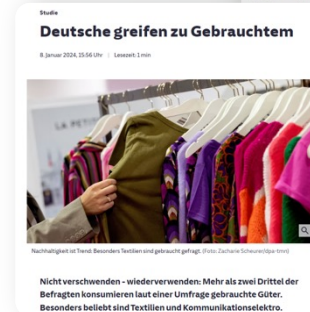 Studie
Deutsche greifen zu Gebrauchtem
8. Januar 2024, 15:56 Uhr | Lesezeit: 1 min
LA PETIT
Nachhaltigkeit ist Trend: Besonders Textilien sind gebraucht gefragt. (Foto: Zacharie Scheurer/dpa-tmn)
Nicht verschwenden - wiederverwenden: Mehr als zwei Drittel der
Befragten konsumieren laut einer Umfrage gebrauchte Güter.
Besonders beliebt sind Textilien und Kommunikationselektro.